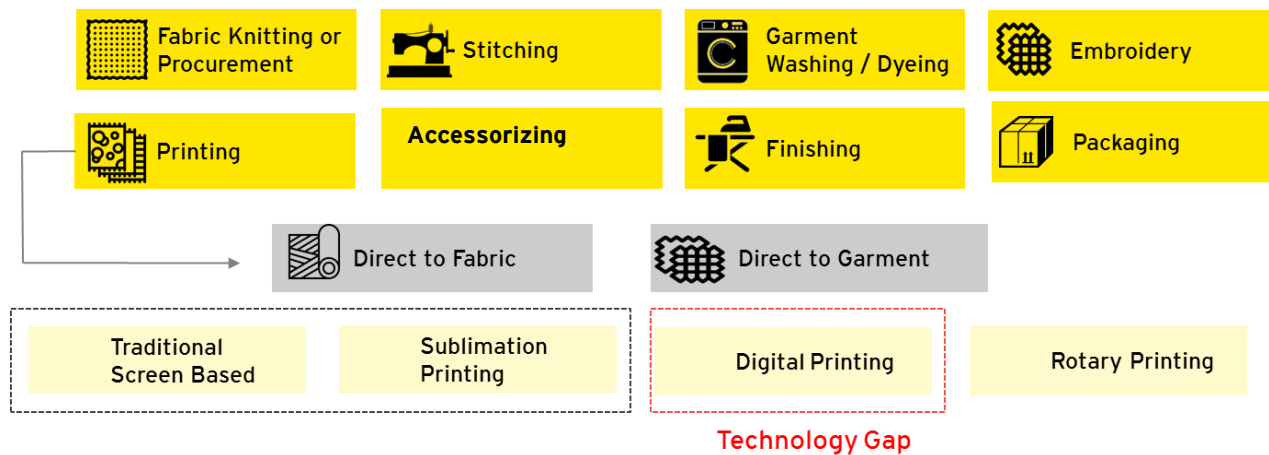 Fabric Knitting or
Procurement
Stitching
Garment
Washing / Dyeing
Embroidery
Printing
Accessorizing
Finishing
Packaging
Direct to Fabric
Direct to Garment
Traditional
Screen Based
Sublimation
Printing
Digital Printing
Rotary Printing
Technology Gap